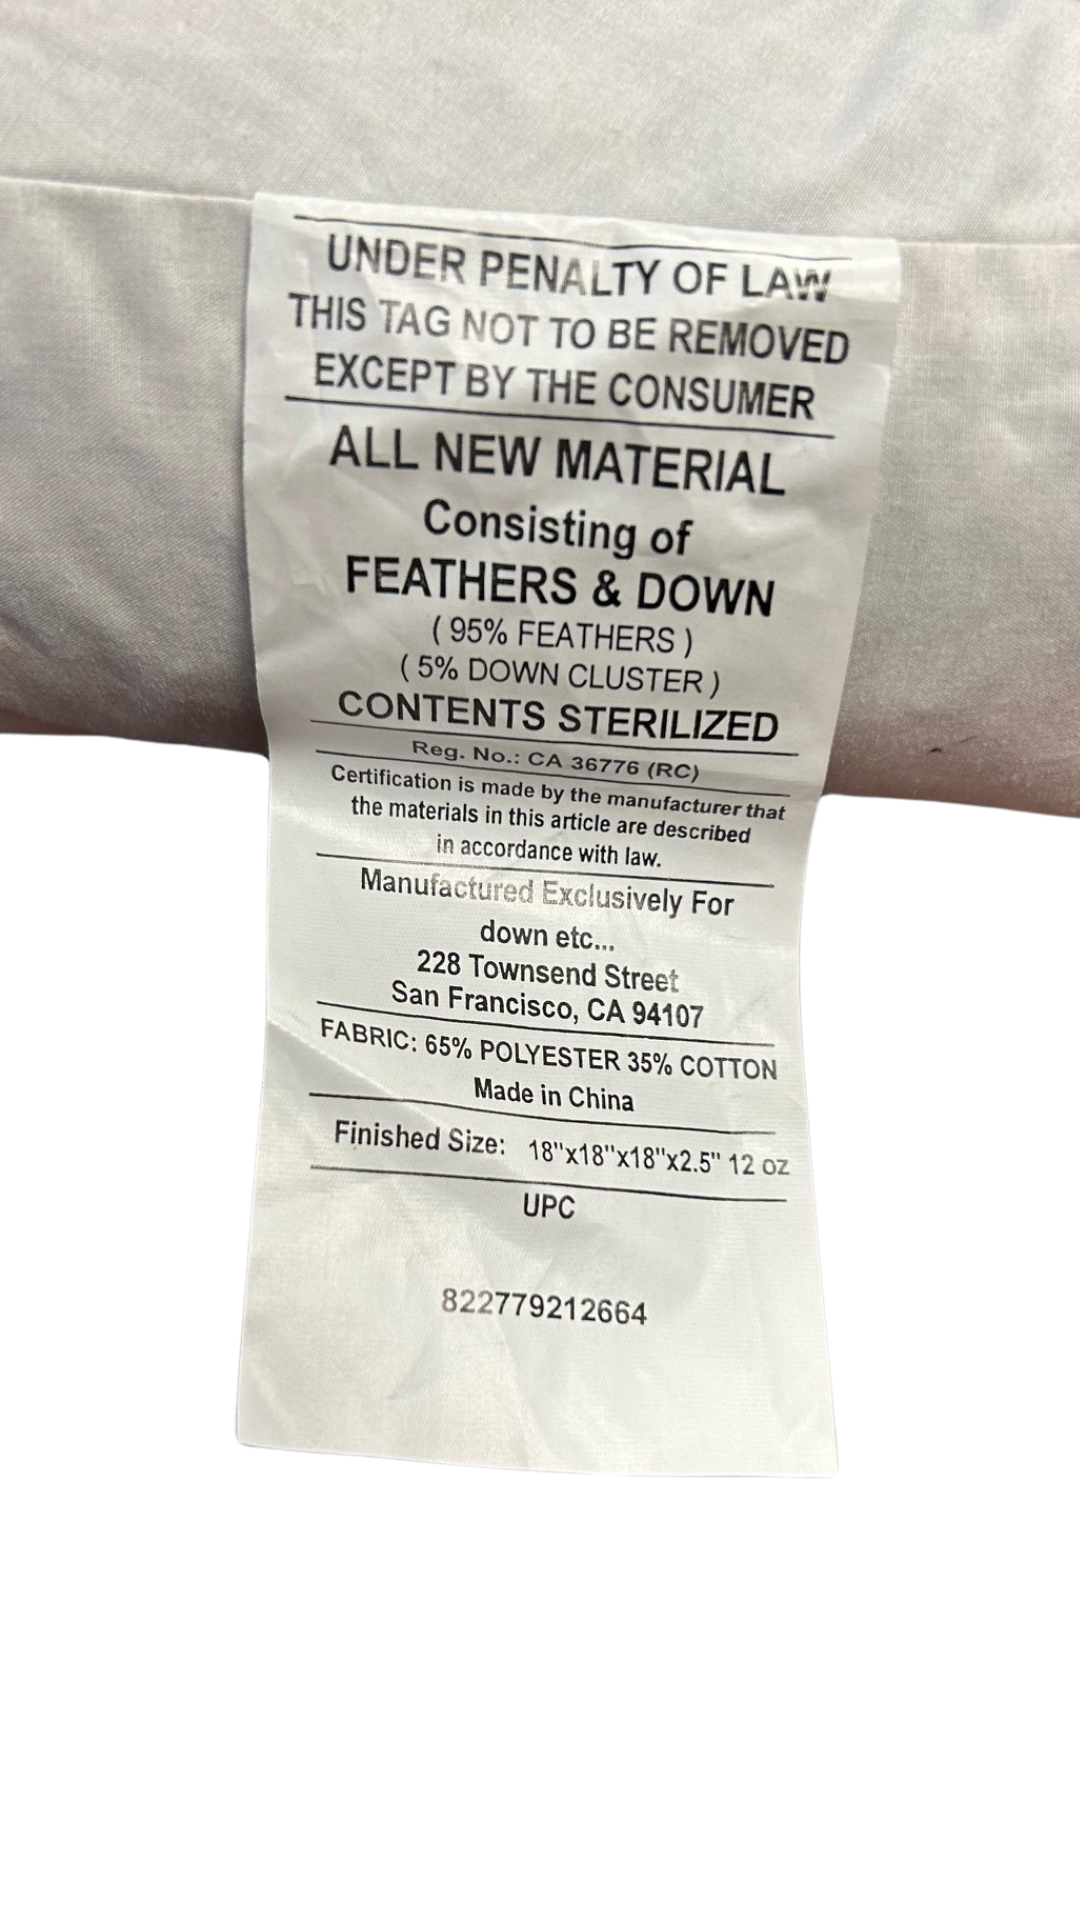 UNDER PENALTY OF LAW
THIS TAG NOT TO BE REMOVED
EXCEPT BY THE CONSUMER
ALL NEW MATERIAL
Consisting of
FEATHERS & DOWN
( 95% FEATHERS )
( 5% DOWN CLUSTER )
CONTENTS STERILIZED
Reg. No.: CA 36776 (RC)
Certification is made by the manufacturer that
the materials in this article are described
in accordance with law.
Manufactured Exclusively For
down etc...
228 Townsend Street
San Francisco, CA 94107
FABRIC: 65% POLYESTER 35% COTTON
Made in China
Finished Size: 18"x18"x18"x2.5" 12 oz
UPC
822779212664